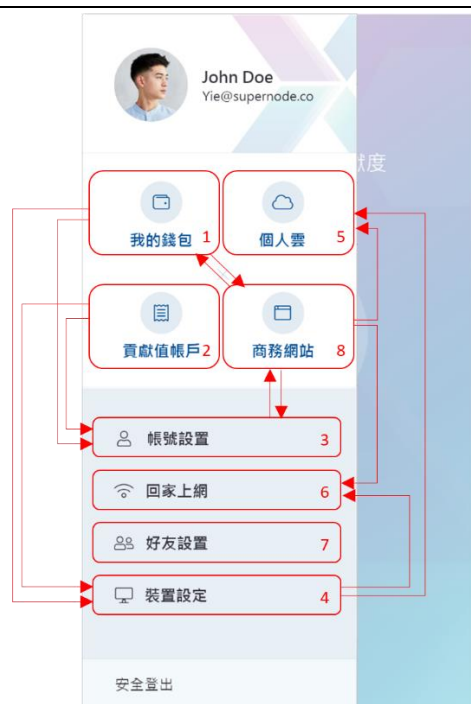 John Doe
Yie@supernode.co
獻度
我的錢包 1
個人雲 5
貢獻值帳戶 2
商務網站 8
帳號設置 3
回家上網 6
好友設置 7
裝置設定 4
安全登出